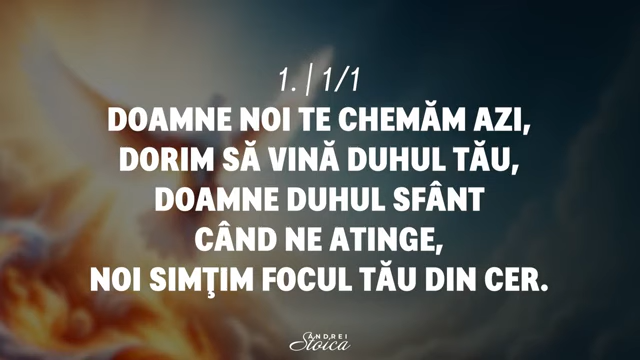 1. | 1/1
DOAMNE NOI TE CHEMĂM AZI,
DORIM SĂ VINĂ DUHUL TĂU,
DOAMNE DUHUL SFÂNT
CÂND NE ATINGE,
NOI SIMŢIM FOCUL TĂU DIN CER.
ANDREI
Stoica